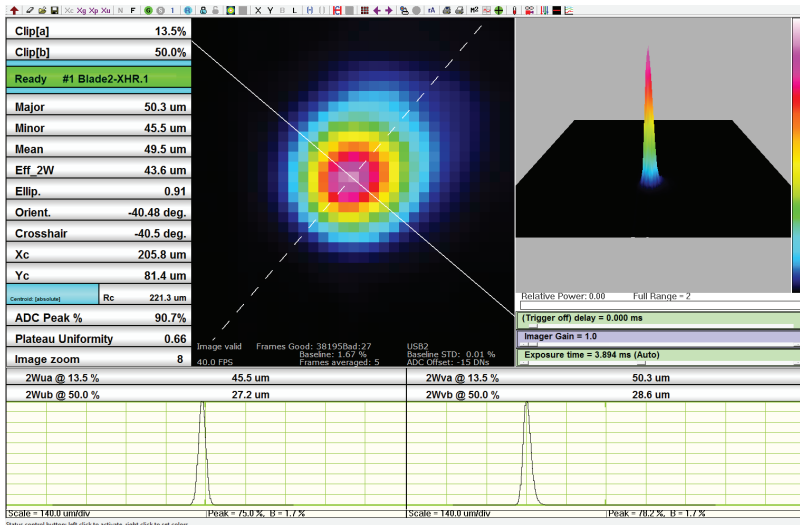 Xc Xg Xp Xu N F G G 1 R X Y B L rA M2
Clip[a] 13.5%
Clip[b] 50.0%
Ready #1 Blade2-XHR.1
Major 50.3 um
Minor 45.5 um
Mean 49.5 um
Eff_2W 43.6 um
Ellip. 0.91
Orient. -40.48 deg.
Crosshair -40.5 deg.
Xc 205.8 um
Yc 81.4 um
Centroid: [absolute] Rc 221.3 um
ADC Peak % 90.7%
Plateau Uniformity 0.66
Image zoom 8
Image valid Frames Good: 38195Bad:27 USB2
Baseline: 1.67 % Baseline STD: 0.01 %
40.0 FPS Frames averaged: 5 ADC Offset: -15 DNs
Relative Power: 0.00 Full Range = 2
(Trigger off) delay = 0.000 ms
Imager Gain = 1.0
Exposure time = 3.894 ms (Auto)
2Wua @ 13.5 % 45.5 um 2Wva @ 13.5 % 50.3 um
2Wub @ 50.0 % 27.2 um 2Wvb @ 50.0 % 28.6 um
Scale = 140.0 um/div Peak = 75.0 %, B = 1.7 % Scale = 140.0 um/div Peak = 78.2 %, B = 1.7 %